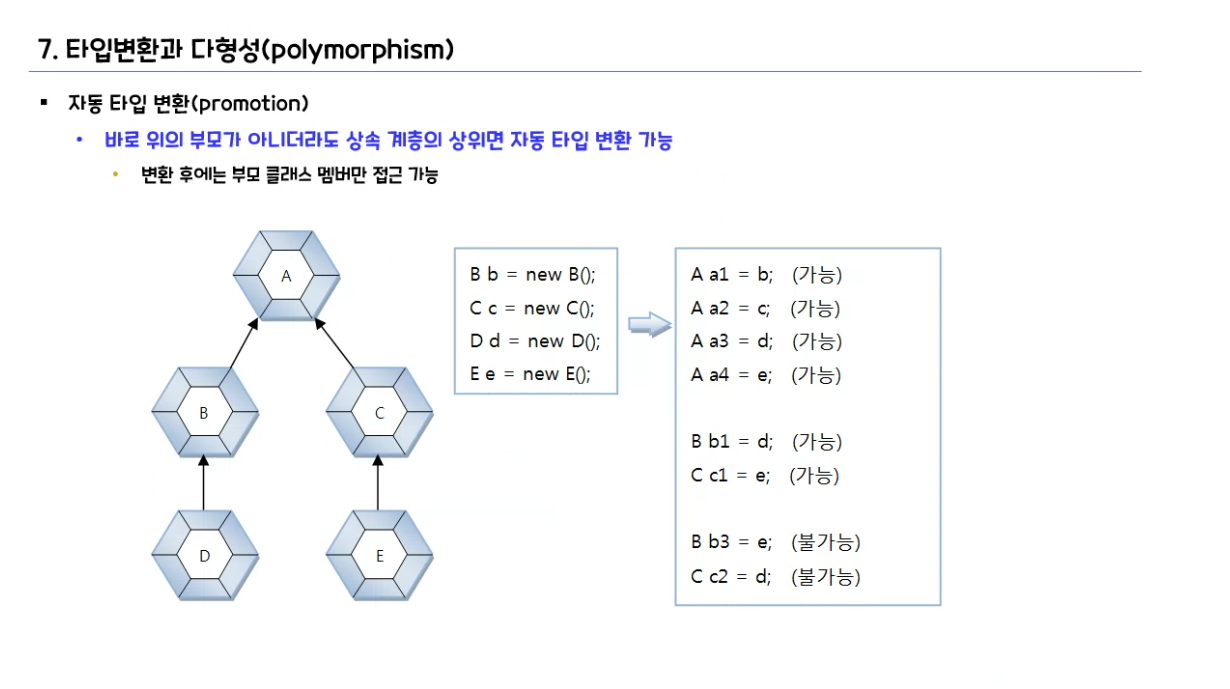 7. 타입변환과 다형성(polymorphism)
▪ 자동 타입 변환(promotion)
• 바로 위의 부모가 아니더라도 상속 계층의 상위면 자동 타입 변환 가능
• 변환 후에는 부모 클래스 멤버만 접근 가능
A
B
C
D
E
B b = new B();
C c = new C();
D d = new D();
E e = new E();
A a1 = b; (가능)
A a2 = c; (가능)
A a3 = d; (가능)
A a4 = e; (가능)
B b1 = d; (가능)
C c1 = e; (가능)
B b3 = e; (불가능)
C c2 = d; (불가능)